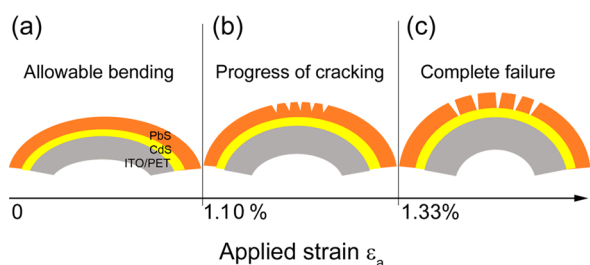 (a)
(b)
(c)
Allowable bending
Progress of cracking
Complete failure
PbS
CdS
ITO/PET
0
1.10 %
1.33%
Applied strain εa